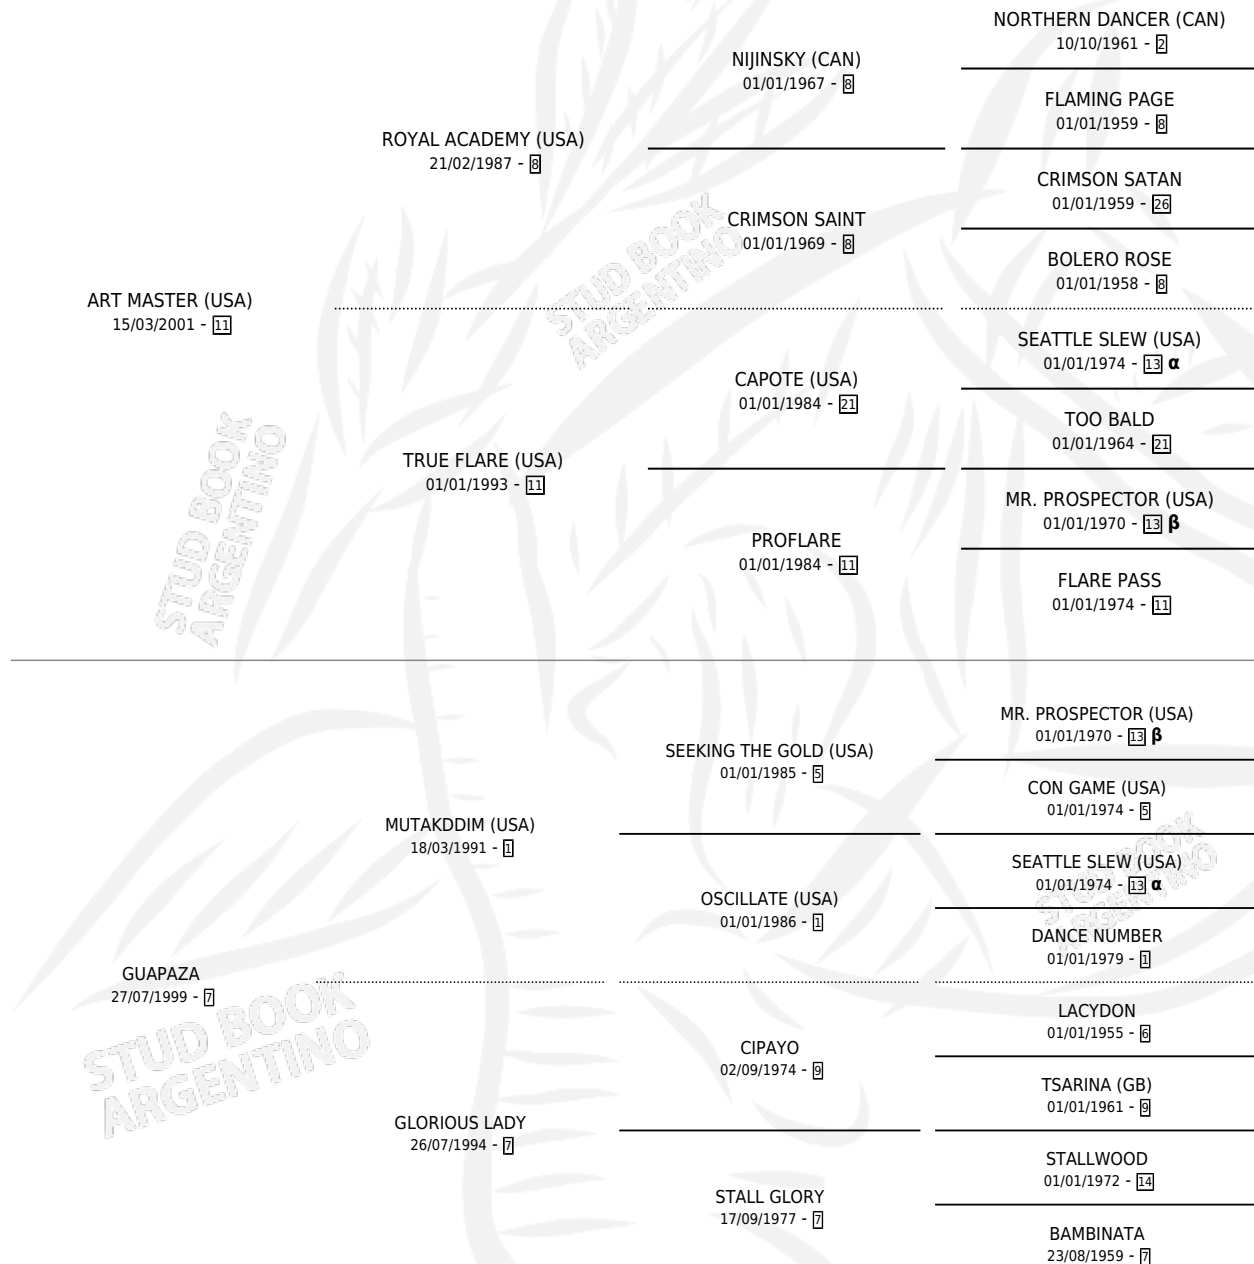 NORTHERN DANCER (CAN)
10/10/1961 - 2
NIJINSKY (CAN)
01/01/1967 - 8
FLAMING PAGE
01/01/1959 - 8
ROYAL ACADEMY (USA)
21/02/1987 - 8
CRIMSON SATAN
01/01/1959 - 26
CRIMSON SAINT
01/01/1969 - 8
BOLERO ROSE
01/01/1958 - 8
ART MASTER (USA)
15/03/2001 - 11
SEATTLE SLEW (USA)
01/01/1974 - 13 α
CAPOTE (USA)
01/01/1984 - 21
TOO BALD
01/01/1964 - 21
TRUE FLARE (USA)
01/01/1993 - 11
MR. PROSPECTOR (USA)
01/01/1970 - 13 β
PROFLARE
01/01/1984 - 11
FLARE PASS
01/01/1974 - 11
MR. PROSPECTOR (USA)
01/01/1970 - 13 β
SEEKING THE GOLD (USA)
01/01/1985 - 5
CON GAME (USA)
01/01/1974 - 5
MUTAKDDIM (USA)
18/03/1991 - 1
SEATTLE SLEW (USA)
01/01/1974 - 13 α
OSCILLATE (USA)
01/01/1986 - 1
DANCE NUMBER
01/01/1979 - 1
GUAPAZA
27/07/1999 - 7
LACYDON
01/01/1955 - 6
CIPAYO
02/09/1974 - 9
TSARINA (GB)
01/01/1961 - 9
GLORIOUS LADY
26/07/1994 - 7
STALLWOOD
01/01/1972 - 14
STALL GLORY
17/09/1977 - 7
BAMBINATA
23/08/1959 - 7
STUD BOOK
ARGENTINO
STUD BOOK
ARGENTINO
STUD BOOK
ARGENTINO
STUD BOOK
ARGENTINO